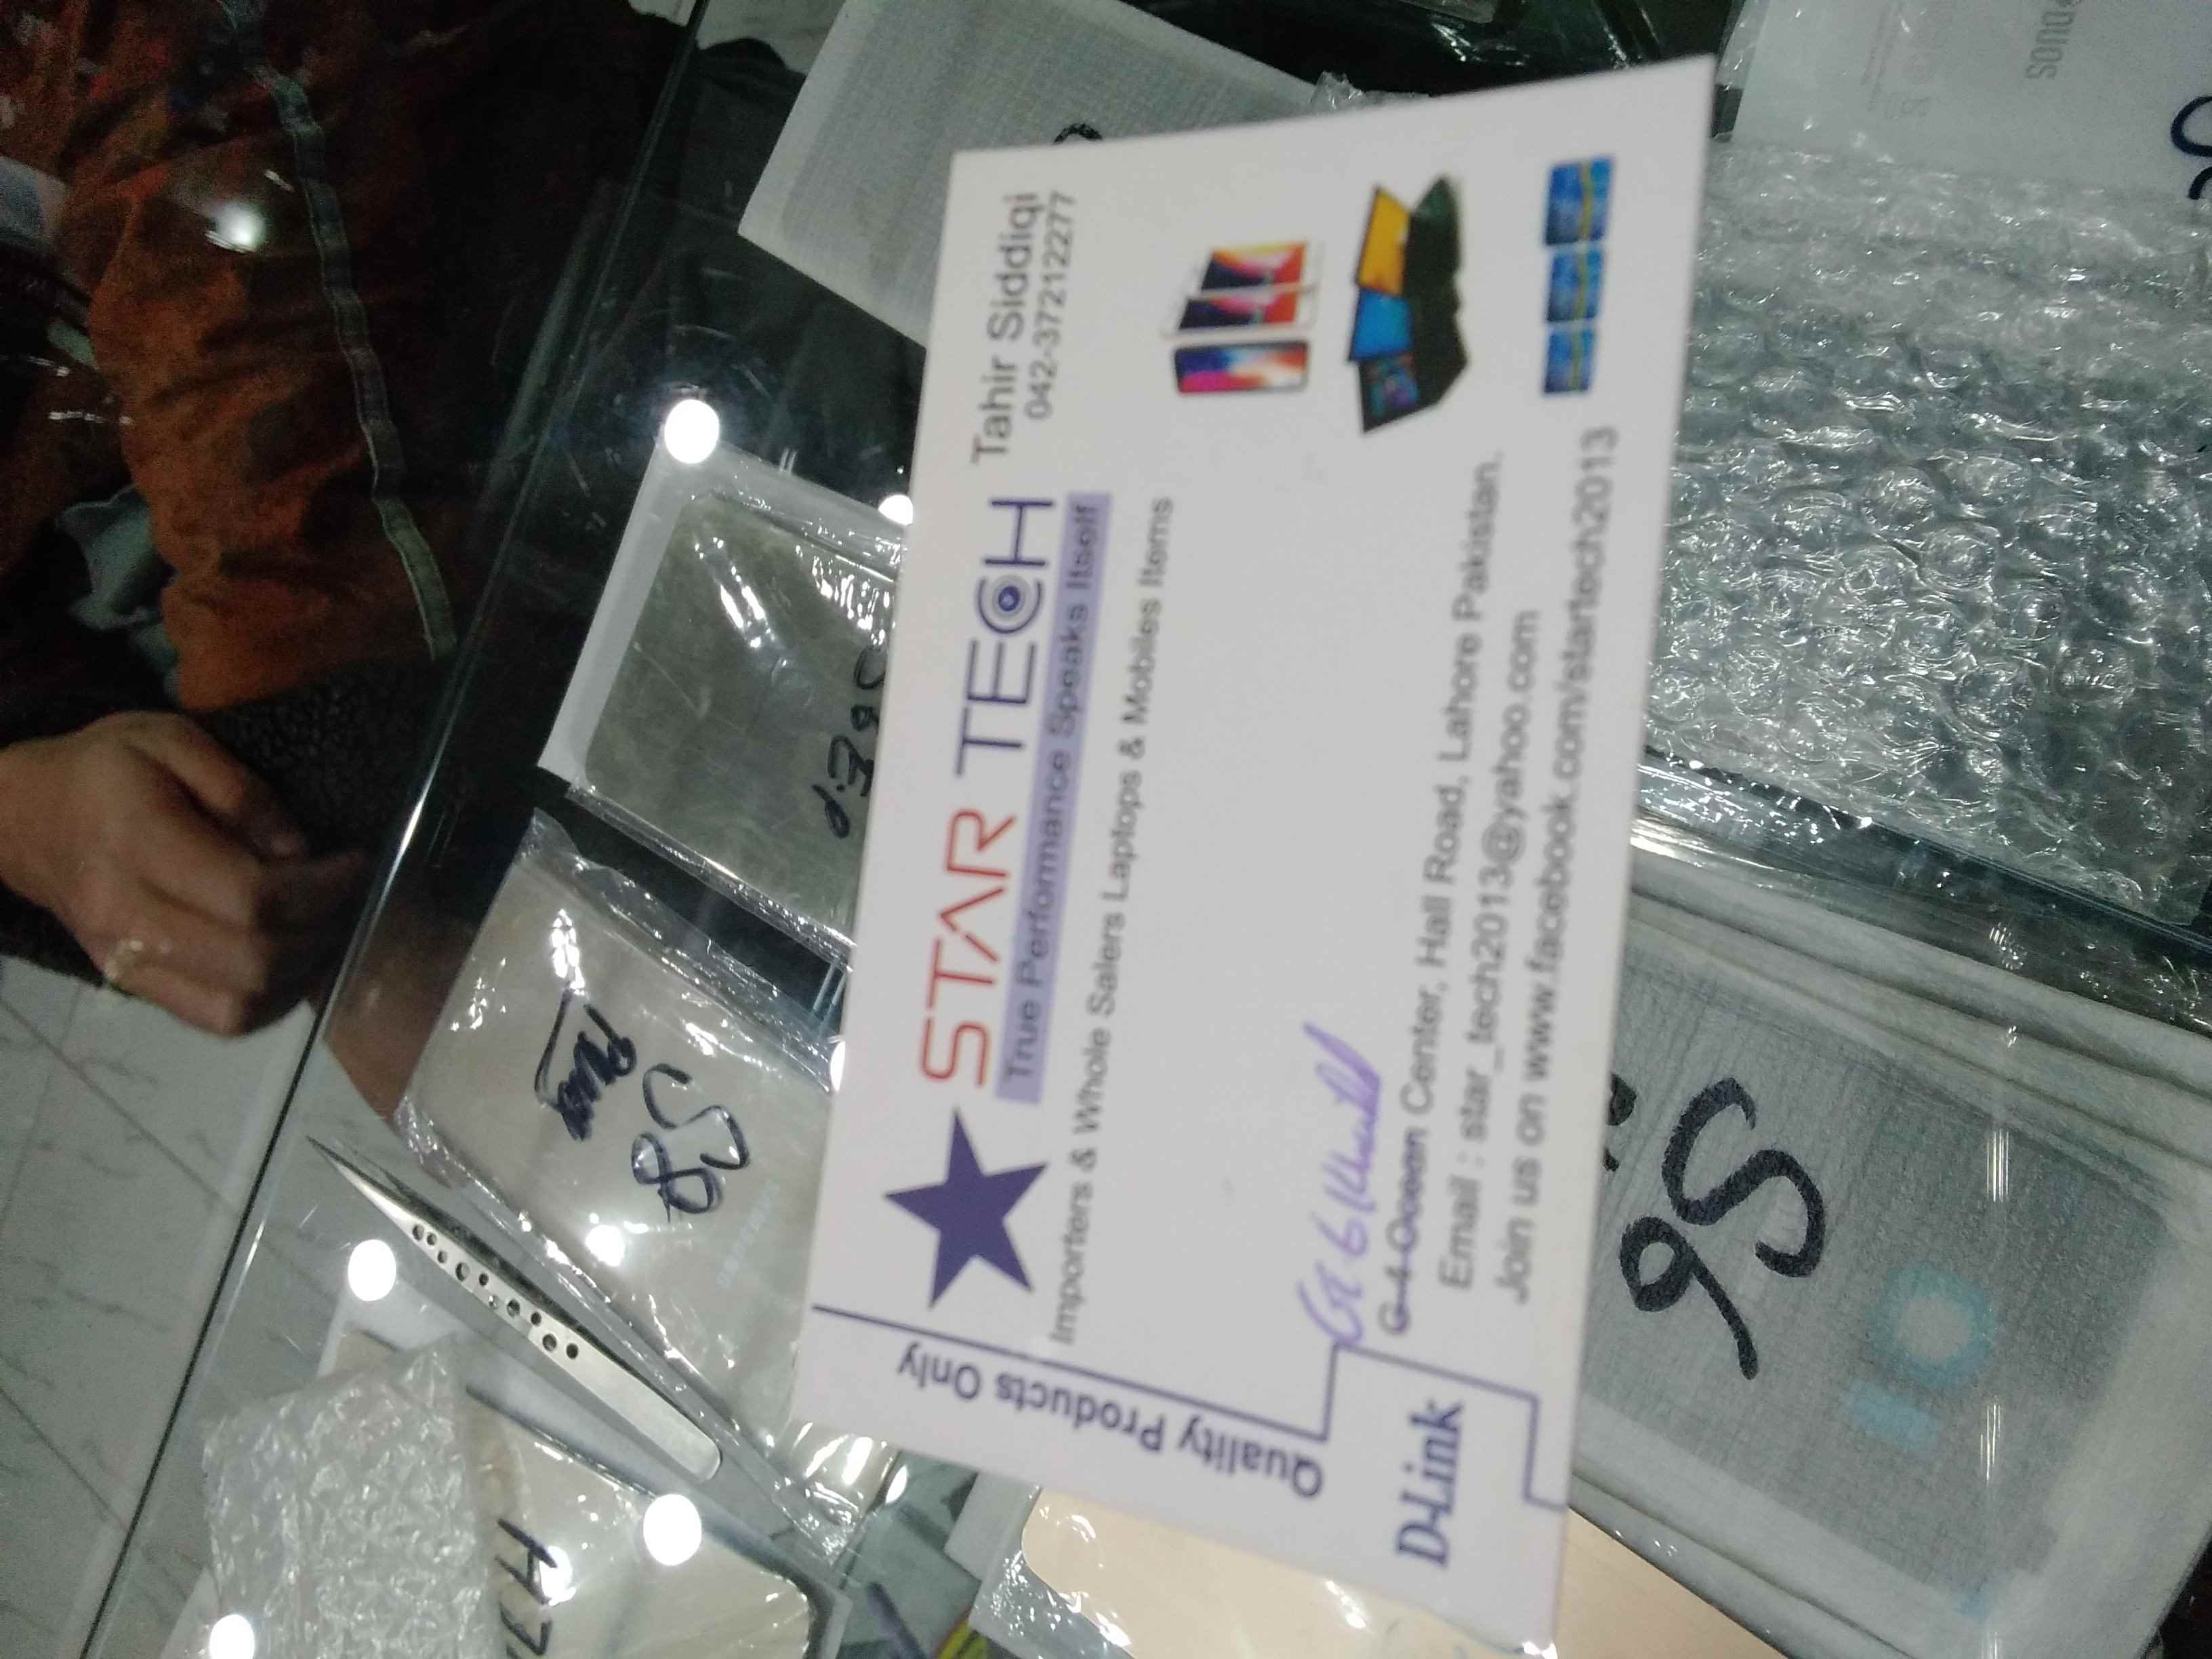 STAR TECH
True Performance Speaks Itself
Importers & Whole Salers Laptops & Mobiles Items
Tahir Siddiqi
042-37212277
Quality Products Only
D-Link
G-4 Ocean Center, Hall Road, Lahore Pakistan.
Email : star_tech2013@yahoo.com
Join us on www.facebook.com/startech2013
S8
S6 E.P
S6